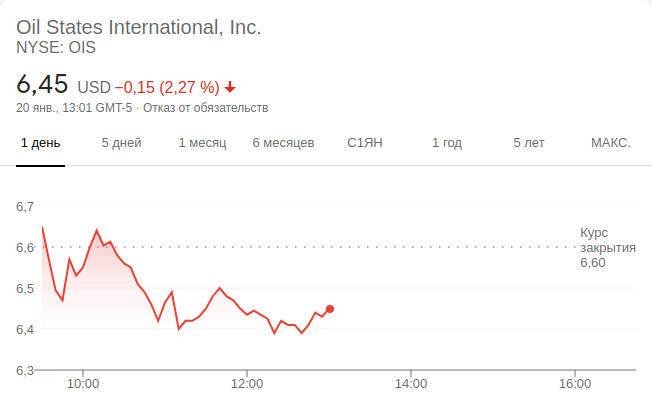 Oil States International, Inc.
NYSE: OIS
6,45 USD −0,15 (2,27 %)
20 янв., 13:01 GMT-5 · Отказ от обязательств
1 день 5 дней 1 месяц 6 месяцев С1ЯН 1 год 5 лет МАКС.
6,7
6,6
Курс
закрытия
6,60
6,5
6,4
6,3
10:00 12:00 14:00 16:00